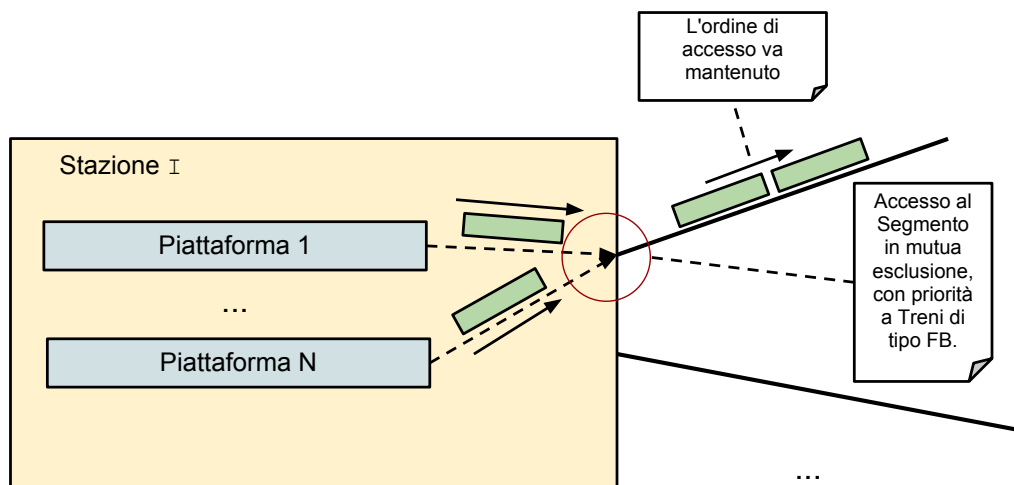 L'ordine di
accesso va
mantenuto
Stazione I
Piattaforma 1
...
Piattaforma N
Accesso al
Segmento
in mutua
esclusione,
con priorità
a Treni di
tipo FB.
...